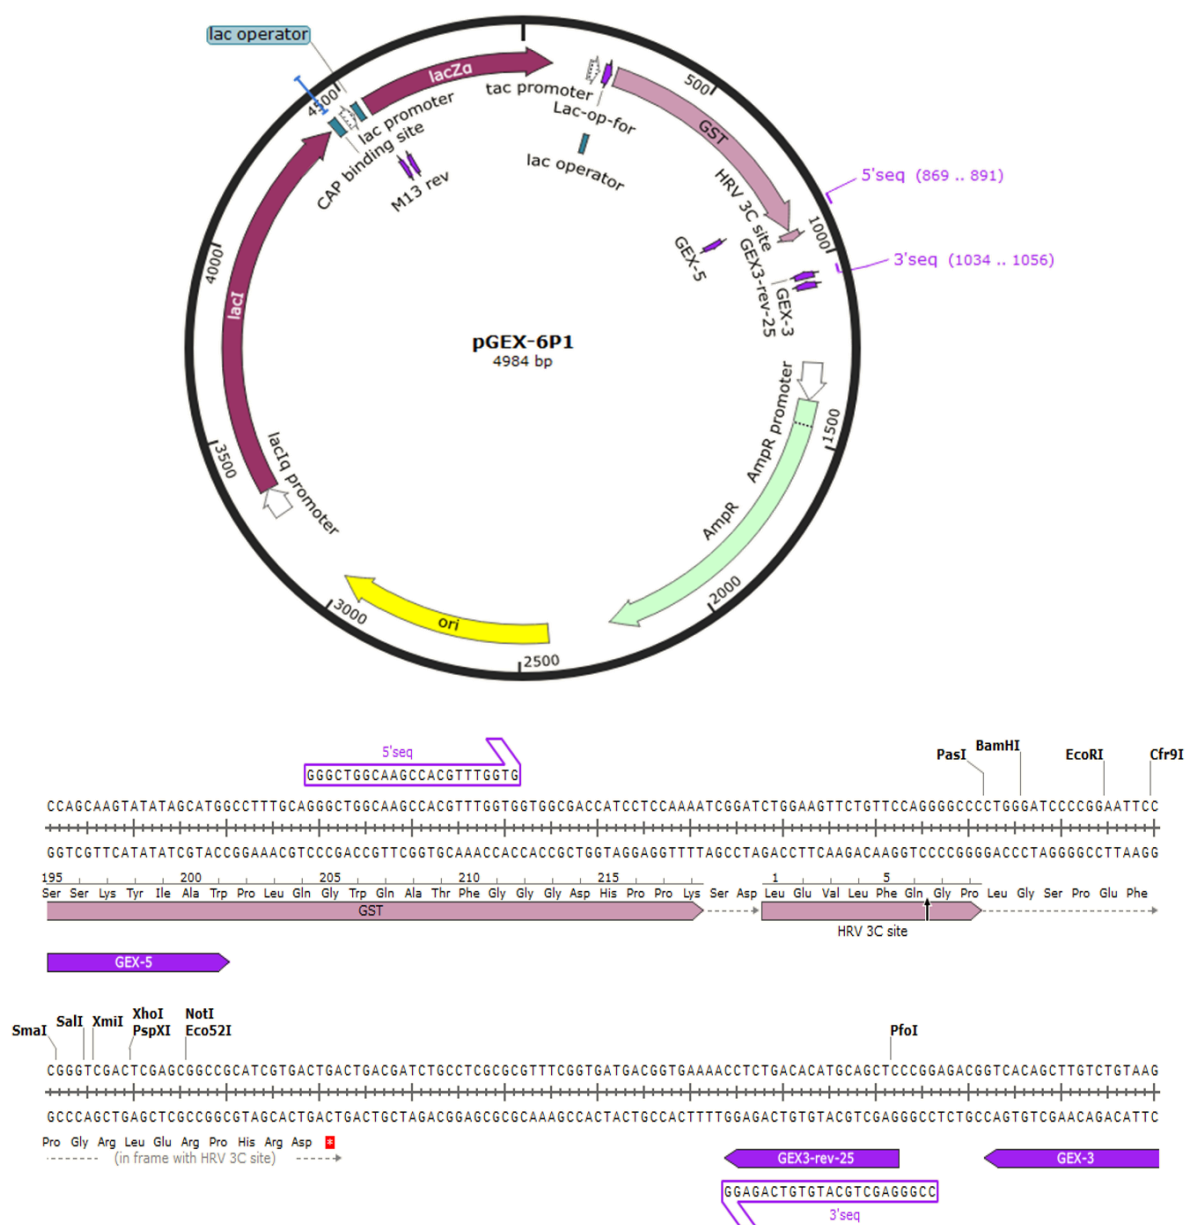 lac operator
4500
lacZα
tac promoter
Lac-op-for
500
lac promoter
CAP binding site
GST
M13 rev
lac operator
5'seq (869 .. 891)
HRV 3C site
1000
4000
GEX-5
3'seq (1034 .. 1056)
GEX3-rev-25
GEX-3
lacI
pGEX-6P1
4984 bp
AmpR promoter
1500
lacIq promoter
3500
AmpR
2000
3000
ori
2500
5'seq
BamHI
PasI
EcoRI
Cfr9I
GGGCTGGCAAGCCACGTTTGGTG
CCAGCAAGTATATAGCATGGCCTTTGCAGGGCTGGCAAGCCACGTTTGGTGGTGGCGACCATCCTCCAAAATCGGATCTGGAAGTTCTGTTCCAGGGGCCCCTGGGATCCCCGGAATTCC
GGTCGTTCATATATCGTACCGGAAACGTCCCGACCGTTCGGTGCAAACCACCACCGCTGGTAGGAGGTTTTAGCCTAGACCTTCAAGACAAGGTCCCCGGGGACCCTAGGGGCCTTAAGG
195 200 205 210 215 1 5
Ser Ser Lys Tyr Ile Ala Trp Pro Leu Gln Gly Trp Gln Ala Thr Phe Gly Gly Gly Asp His Pro Pro Lys Ser Asp Leu Glu Val Leu Phe Gln Gly Pro Leu Gly Ser Pro Glu Phe
GST
HRV 3C site
GEX-5
XhoI NotI
SmaI SalI XmiI PspXI Eco52I PfoI
CGGGTCGACTCGAGCGGCCGCATCGTGACTGACTGACGATCTGCCTCGCGCGTTTCGGTGATGACGGTGAAAACCTCTGACACATGCAGCTCCCGGAGACGGTCACAGCTTGTCTGTAAG
GCCCAGCTGAGCTCGCCGGCGTAGCACTGACTGACTGCTAGACGGAGCGCGCAAAGCCACTACTGCCACTTTTGGAGACTGTGTACGTCGAGGGCCTCTGCCAGTGTCGAACAGACATTC
Pro Gly Arg Leu Glu Arg Pro His Arg Asp *
(in frame with HRV 3C site)
GEX3-rev-25
GEX-3
GGAGACTGTGTACGTCGAGGGCC
3'seq